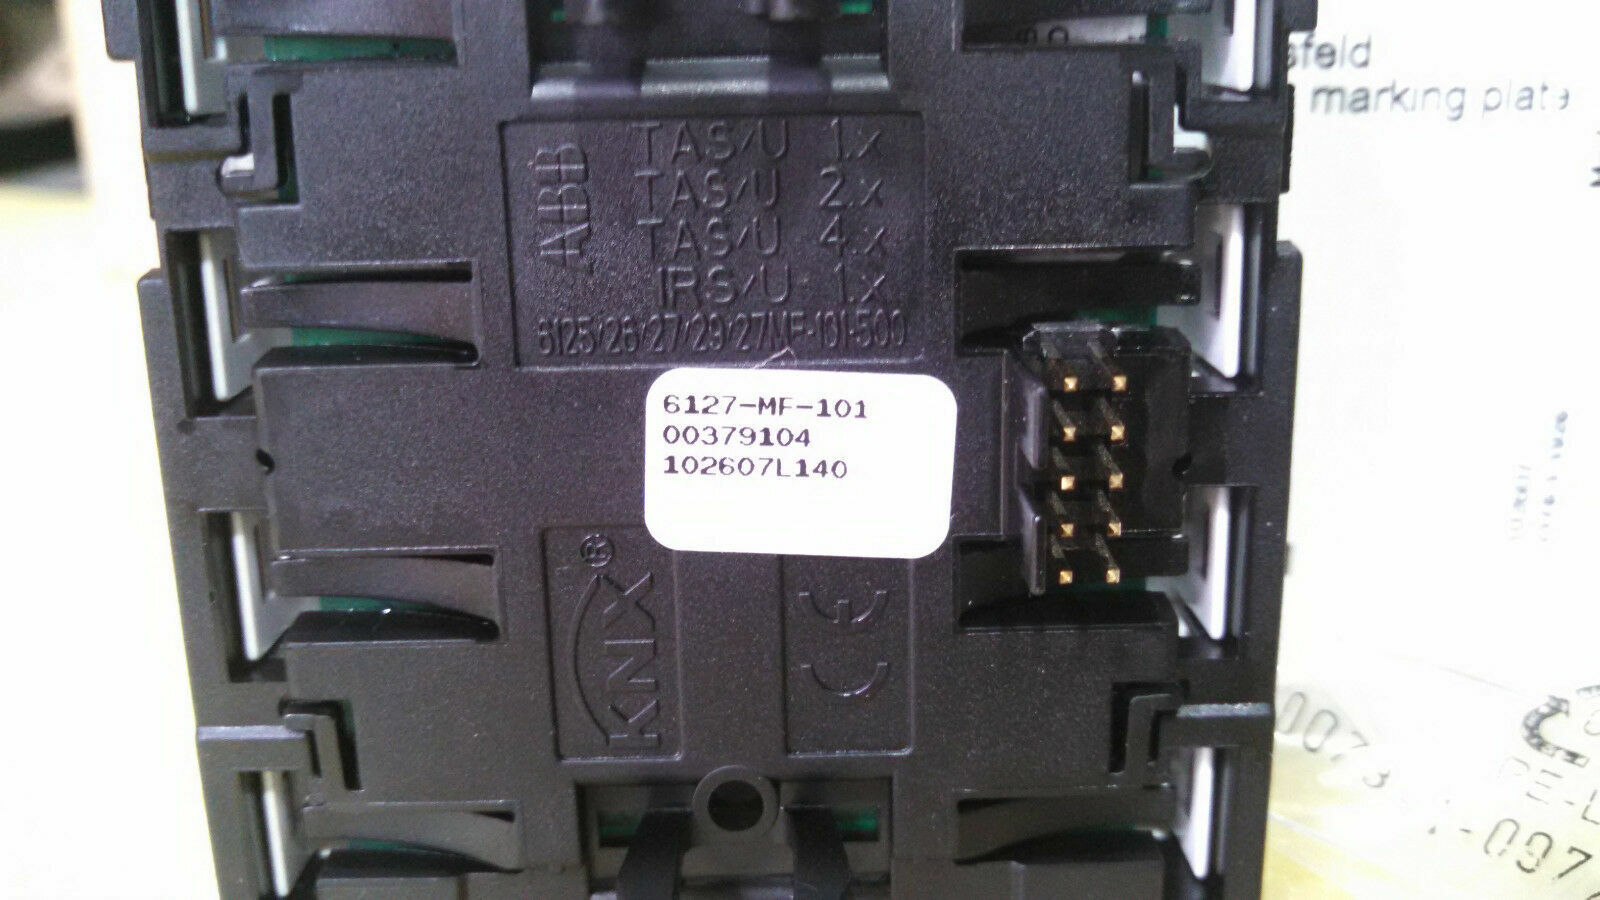 ABB
TAS/U 1.x
TAS/U 2.x
TAS/U 4.x
IRS/U 1.x
6125/26/27/29/27MF-101-500
6127-MF-101
00379104
102607L140
KNX®
CE
sfeld
marking plate